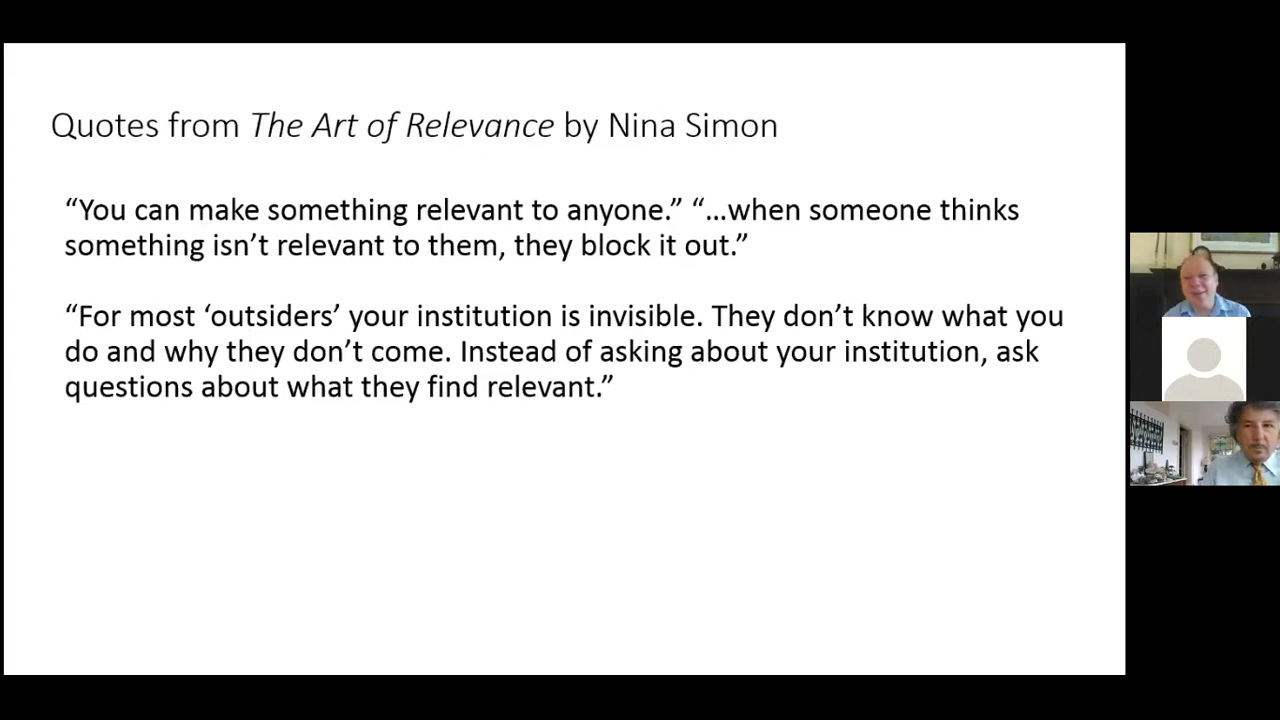 Quotes from The Art of Relevance by Nina Simon
“You can make something relevant to anyone.” “…when someone thinks
something isn’t relevant to them, they block it out.”
“For most ‘outsiders’ your institution is invisible. They don’t know what you
do and why they don’t come. Instead of asking about your institution, ask
questions about what they find relevant.”